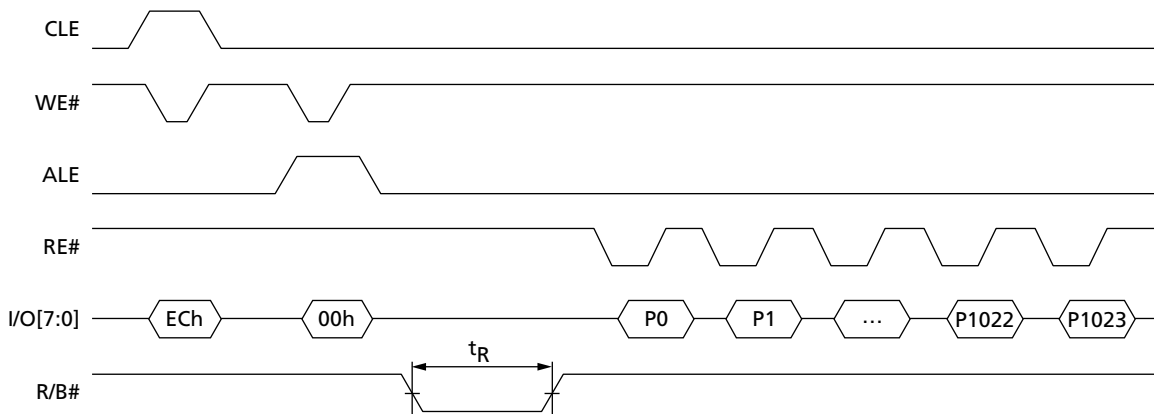 CLE
WE#
ALE
RE#
I/O[7:0] ECh 00h P0 P1 ... P1022 P1023
tR
R/B#